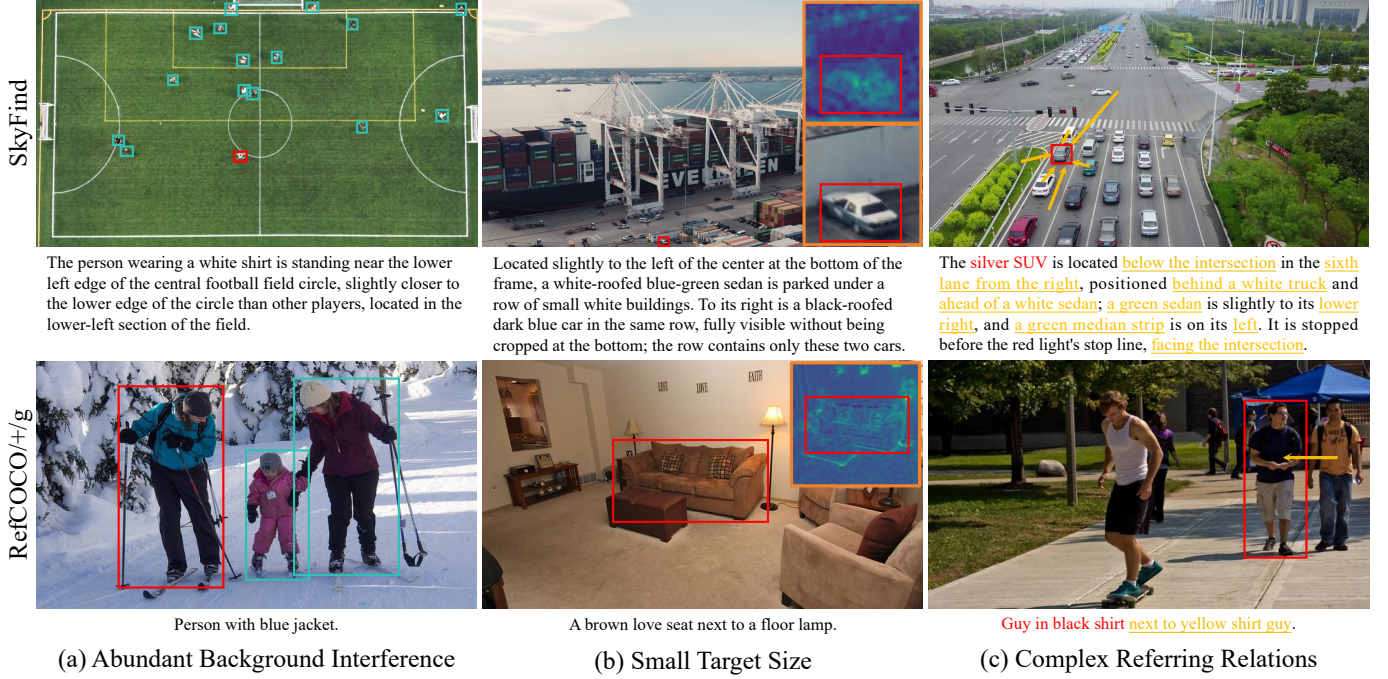 SkyFind
EVERGREEN
The person wearing a white shirt is standing near the lower
left edge of the central football field circle, slightly closer to
the lower edge of the circle than other players, located in the
lower-left section of the field.
Located slightly to the left of the center at the bottom of the
frame, a white-roofed blue-green sedan is parked under a
row of small white buildings. To its right is a black-roofed
dark blue car in the same row, fully visible without being
cropped at the bottom; the row contains only these two cars.
The silver SUV is located below the intersection in the sixth
lane from the right, positioned behind a white truck and
ahead of a white sedan; a green sedan is slightly to its lower
right, and a green median strip is on its left. It is stopped
before the red light's stop line, facing the intersection.
RefCOCO/+/g
LIVE
LOVE
FAITH
Person with blue jacket.
A brown love seat next to a floor lamp.
Guy in black shirt next to yellow shirt guy.
(a) Abundant Background Interference
(b) Small Target Size
(c) Complex Referring Relations